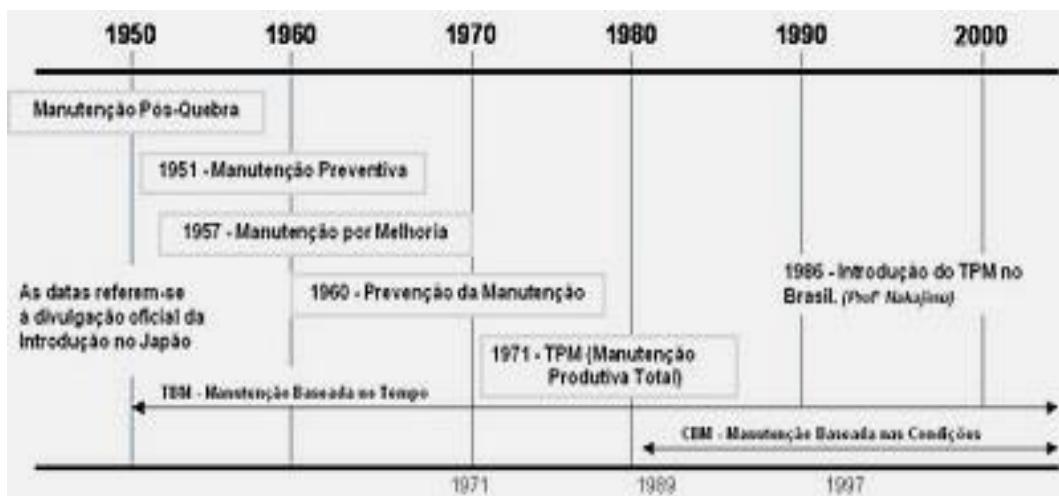 1950 1960 1970 1980 1990 2000
Manutenção Pós-Quebra
1951 - Manutenção Preventiva
1957 - Manutenção por Melhoria
1960 - Prevenção da Manutenção
1986 - Introdução do TPM no
Brasil. (Profº Nakajima)
As datas referem-se
à divulgação oficial da
Introdução no Japão
1971 - TPM (Manutenção
Produtiva Total)
TBM - Manutenção Baseada no Tempo
CBM - Manutenção Baseada nas Condições
1971 1989 1997